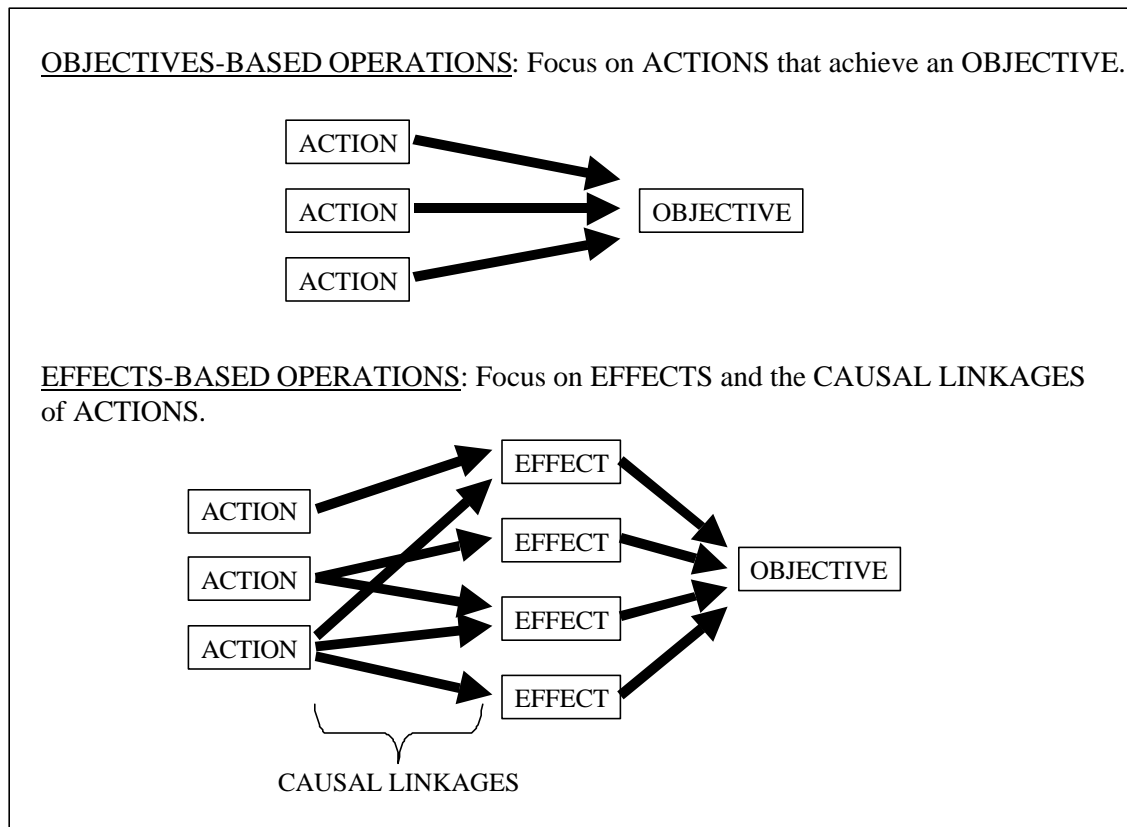 OBJECTIVES-BASED OPERATIONS: Focus on ACTIONS that achieve an OBJECTIVE.
ACTION
ACTION
OBJECTIVE
ACTION
EFFECTS-BASED OPERATIONS: Focus on EFFECTS and the CAUSAL LINKAGES
of ACTIONS.
EFFECT
ACTION
EFFECT
ACTION
OBJECTIVE
EFFECT
ACTION
EFFECT
CAUSAL LINKAGES